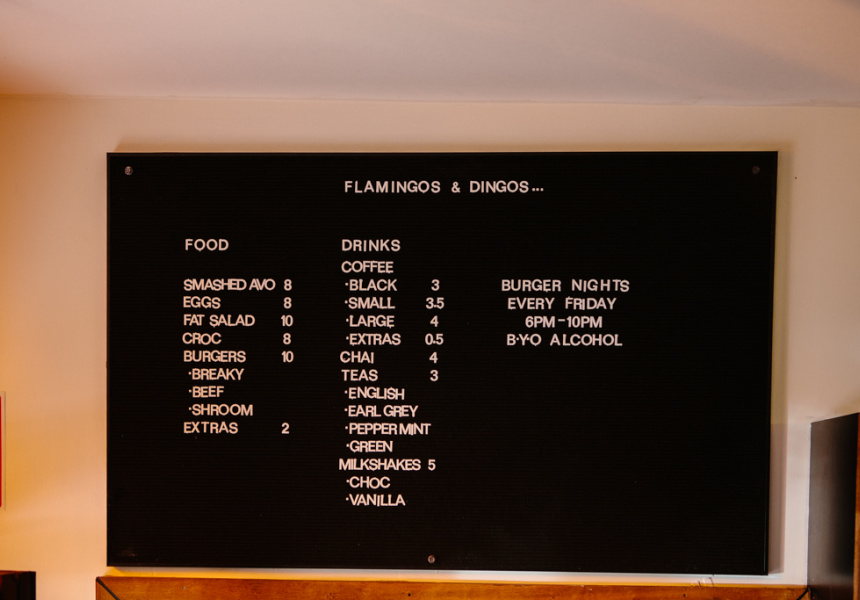 FLAMINGOS & DINGOS...
FOOD
SMASHED AVO 8
EGGS 8
FAT SALAD 10
CROC 8
BURGERS 10
·BREAKY
·BEEF
·SHROOM
EXTRAS 2
DRINKS
COFFEE
·BLACK 3
·SMALL 3.5
·LARGE 4
·EXTRAS 0.5
CHAI 4
TEAS 3
·ENGLISH
·EARL GREY
·PEPPERMINT
·GREEN
MILKSHAKES 5
·CHOC
·VANILLA
BURGER NIGHTS
EVERY FRIDAY
6PM-10PM
B·Y·O ALCOHOL